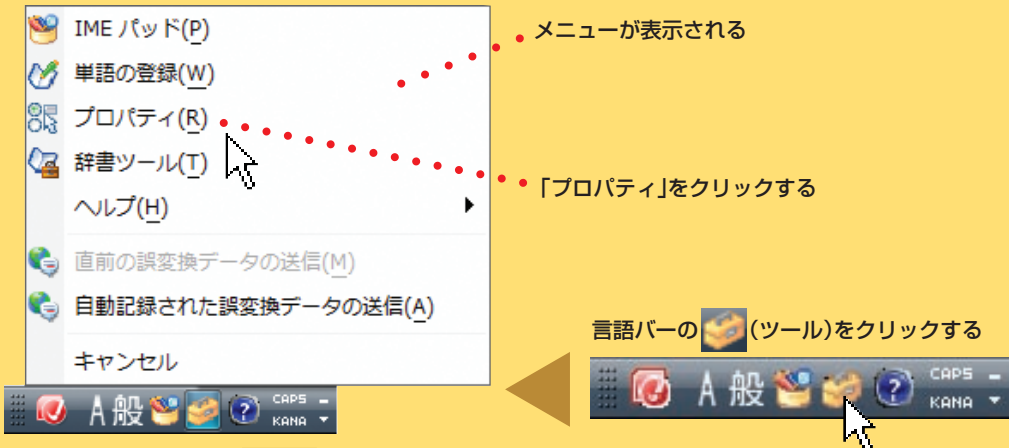 IME パッド(P)
単語の登録(W)
プロパティ(R)
辞書ツール(T)
ヘルプ(H)
直前の誤変換データの送信(M)
自動記録された誤変換データの送信(A)
キャンセル
A 般 ? CAPS
KANA
メニューが表示される
「プロパティ」をクリックする
言語バーの(ツール)をクリックする
A 般 ? CAPS
KANA